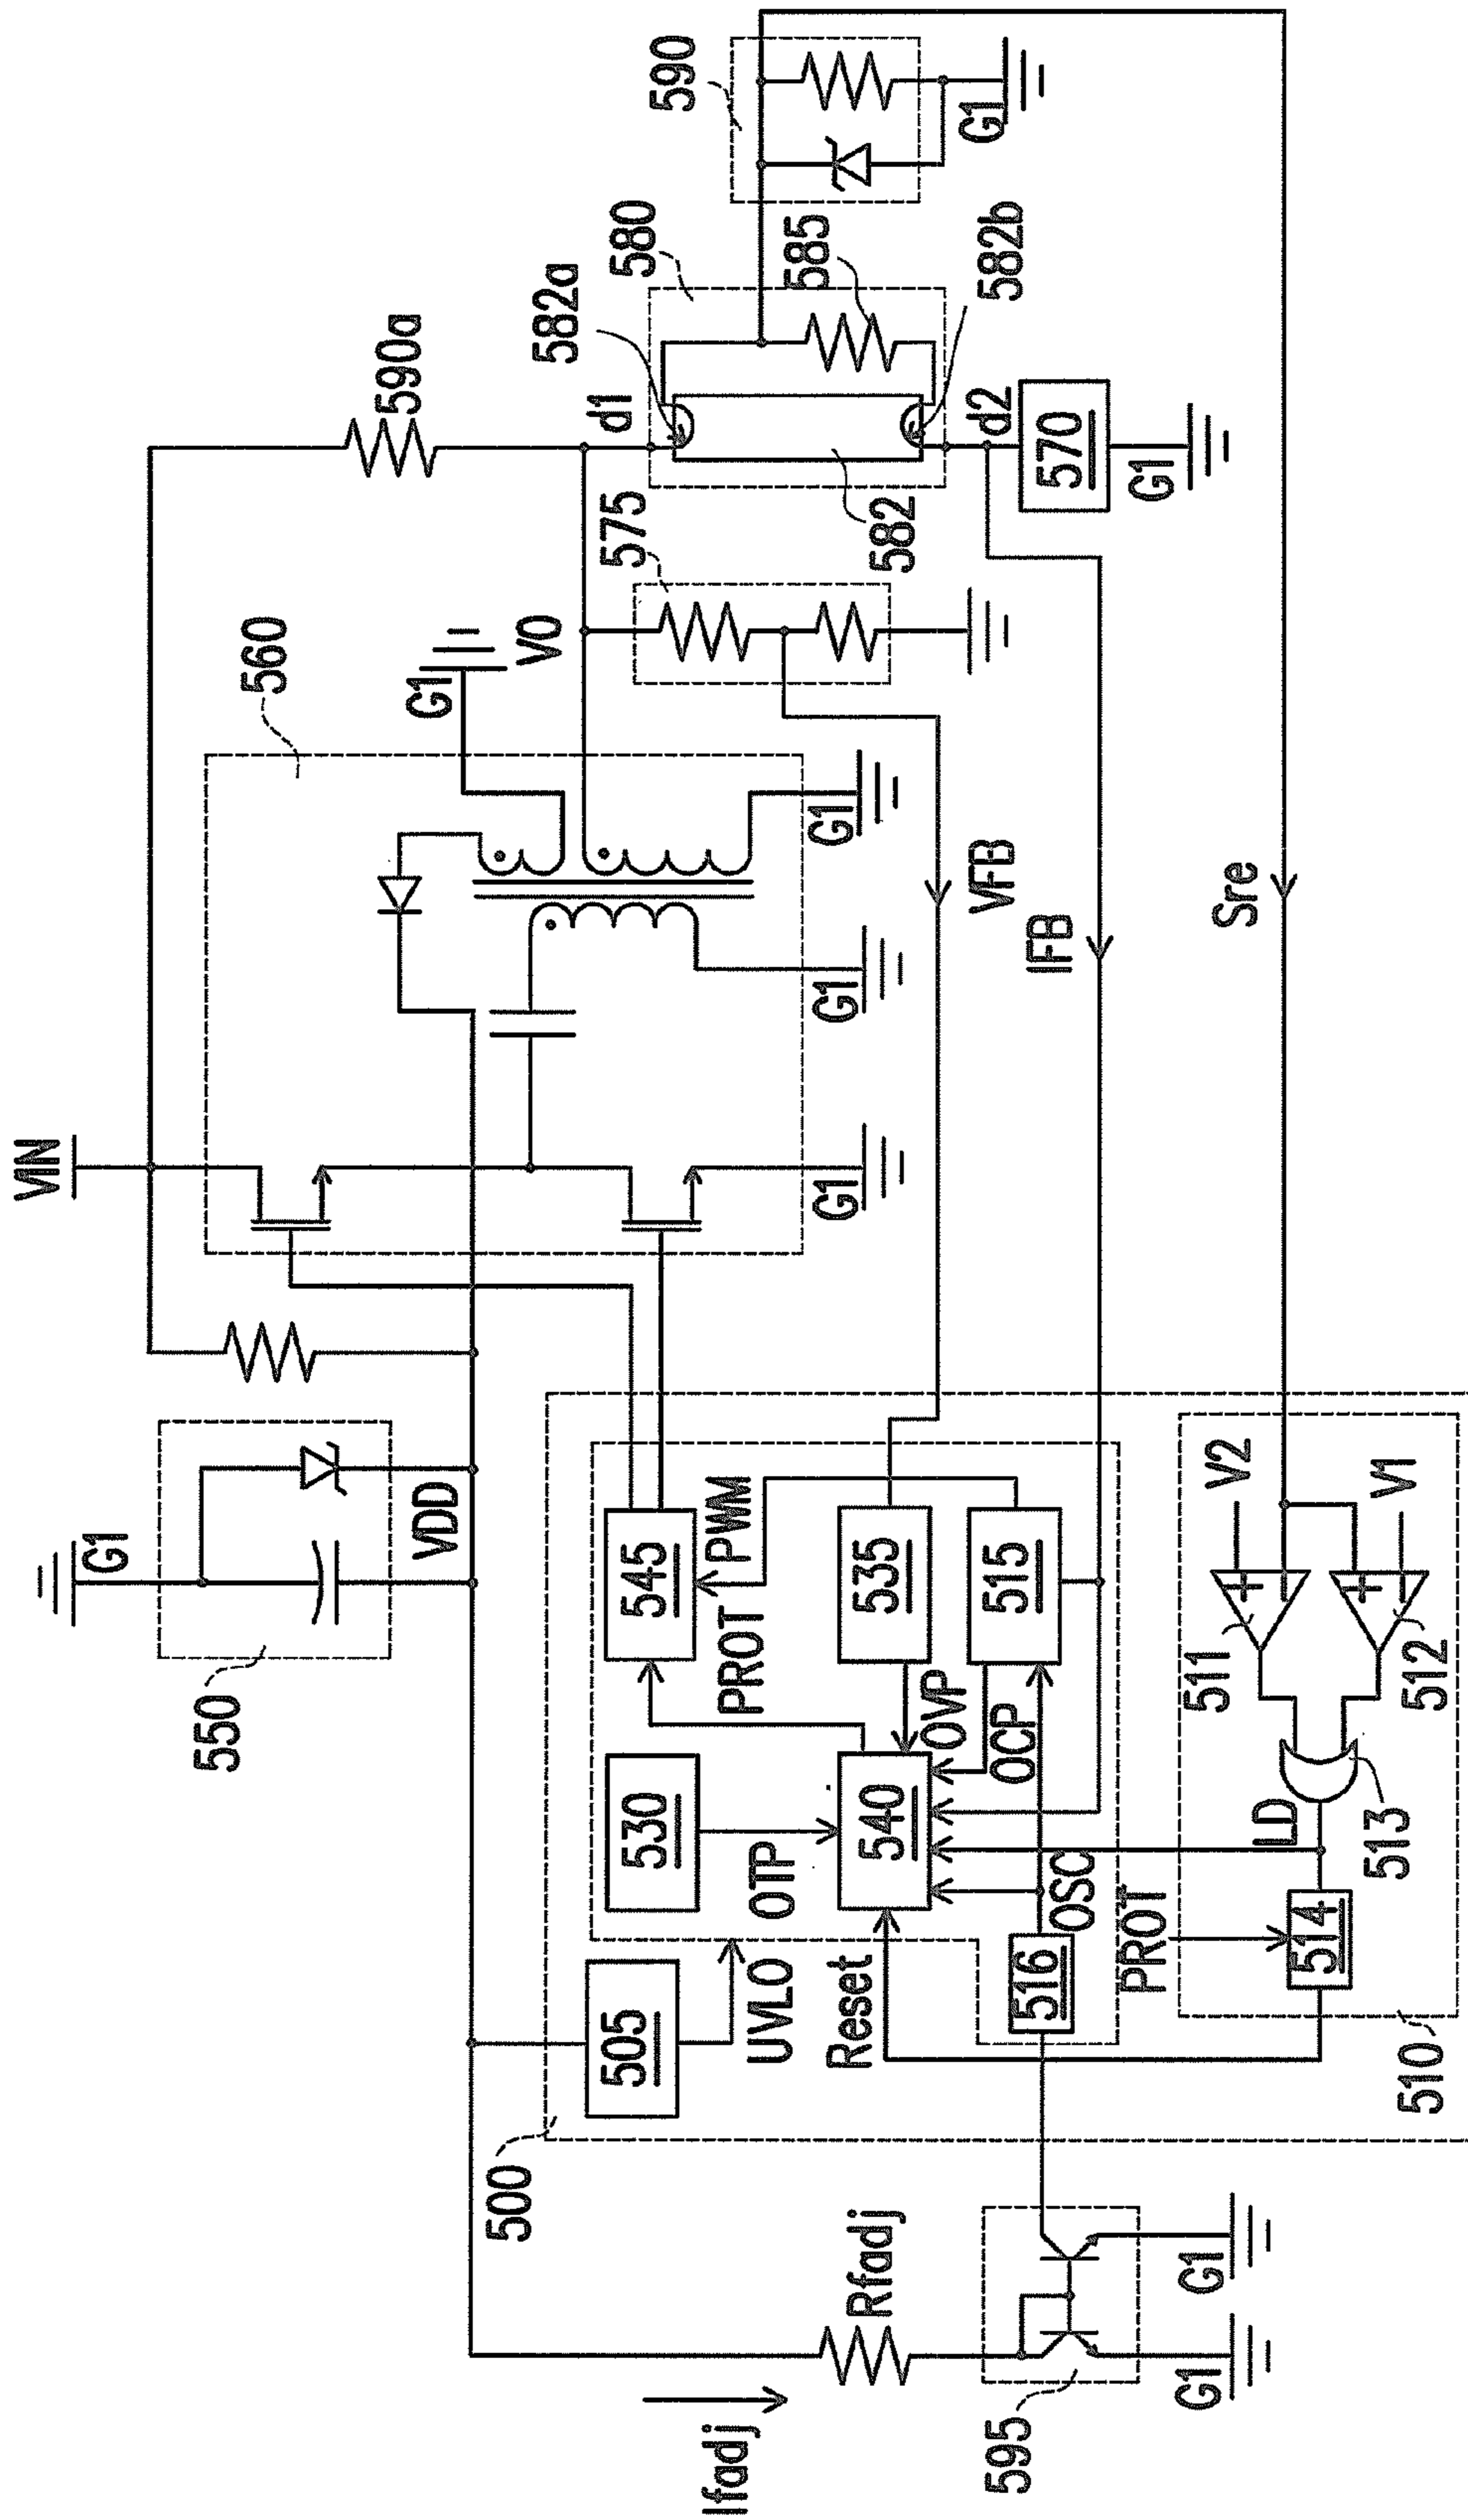 VIN
G1
550
VDD
560
G1
V0
590a
590
G1
580
585
582a
582b
d1
d2
582
575
570
G1
G1
G1
G1
VFB
IFB
Sre
500
505
UVLO
530
OTP
540
545
PROT
PWM
535
OVP
515
OCP
Reset
516
OSC
PROT
514
LD
513
511
512
V2
V1
+
-
+
-
510
Ifadj
Rfadj
595
G1
G1